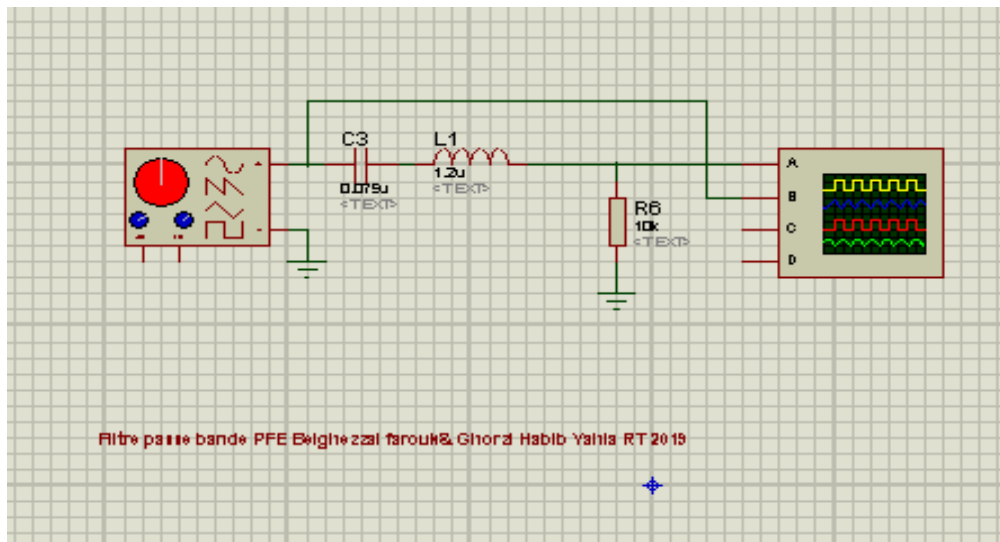 C3
L1
0.079u
1.2u
<TEXT>
<TEXT>
R6
10k
<TEXT>
A
B
C
D
Filtre passe bande PFE Belghezzal farouk& Ghorzi Habib Yahia RT 2019